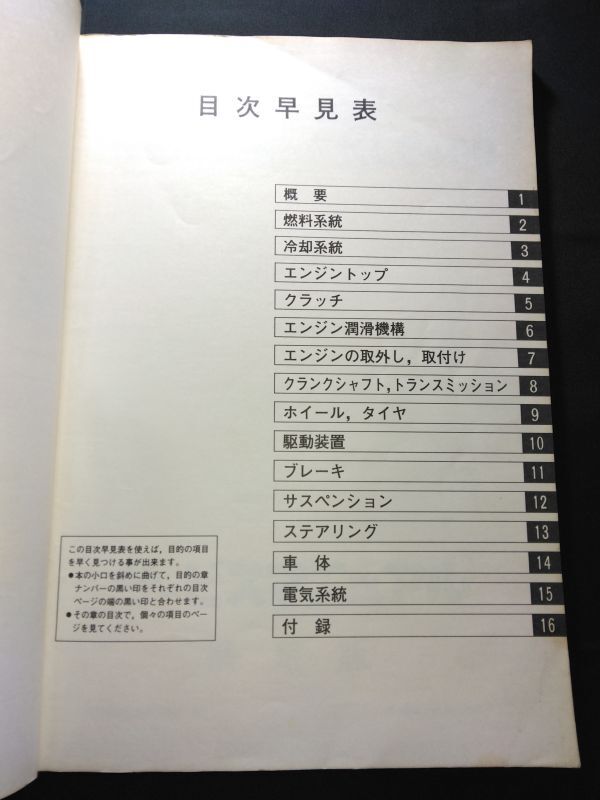 目次早見表
概要 1
燃料系統 2
冷却系統 3
エンジントップ 4
クラッチ 5
エンジン潤滑機構 6
エンジンの取外し,取付け 7
クランクシャフト,トランスミッション 8
ホイール,タイヤ 9
駆動装置 10
ブレーキ 11
サスペンション 12
ステアリング 13
車体 14
電気系統 15
付録 16
この目次早見表を使えば,目的の項目
を早く見つける事が出来ます。
●本の小口を斜めに曲げて,目的の章
ナンバーの黒い印をそれぞれの目次
ページの端の黒い印と合わせます。
●その章の目次で,個々の項目のペー
ジを見てください。